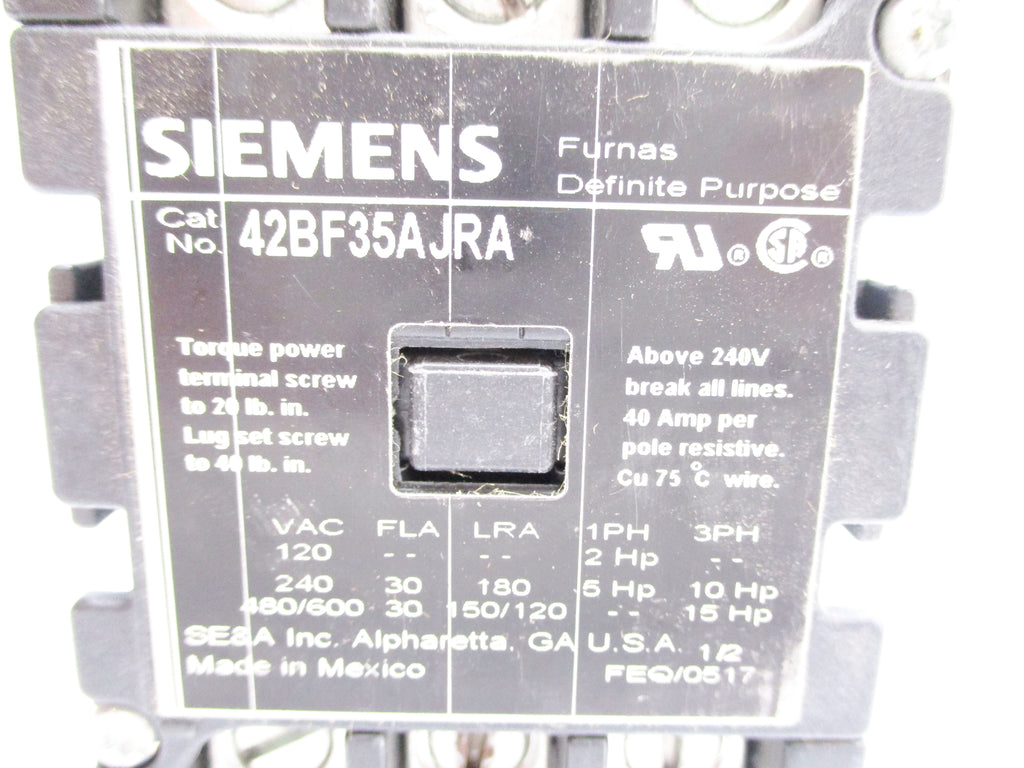 SIEMENS
Furnas
Definite Purpose
Cat.
No. 42BF35AJRA
Torque power
terminal screw
to 20 lb. in.
Lug set screw
to 40 lb. in.
Above 240V
break all lines.
40 Amp per
pole resistive.
Cu 75 °C wire.
VAC FLA LRA 1PH 3PH
120 -- -- 2 Hp --
240 30 180 5 Hp 10 Hp
480/600 30 150/120 -- 15 Hp
SE&A Inc. Alpharetta, GA U.S.A. 1/2
Made in Mexico FEQ/0517